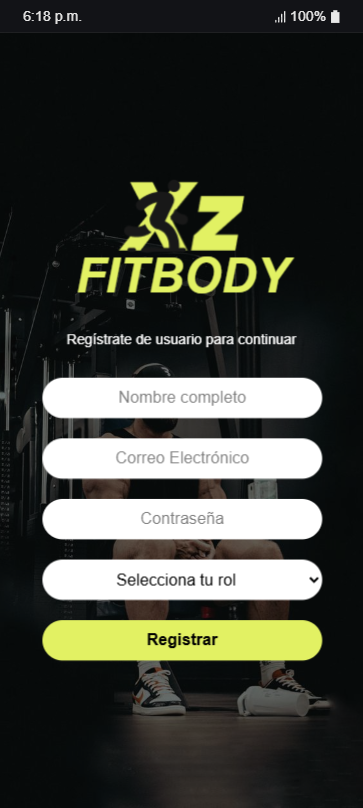 6:18 p.m. 100%
Xz
FITBODY
Regístrate de usuario para continuar
Nombre completo
Correo Electrónico
Contraseña
Selecciona tu rol
Registrar